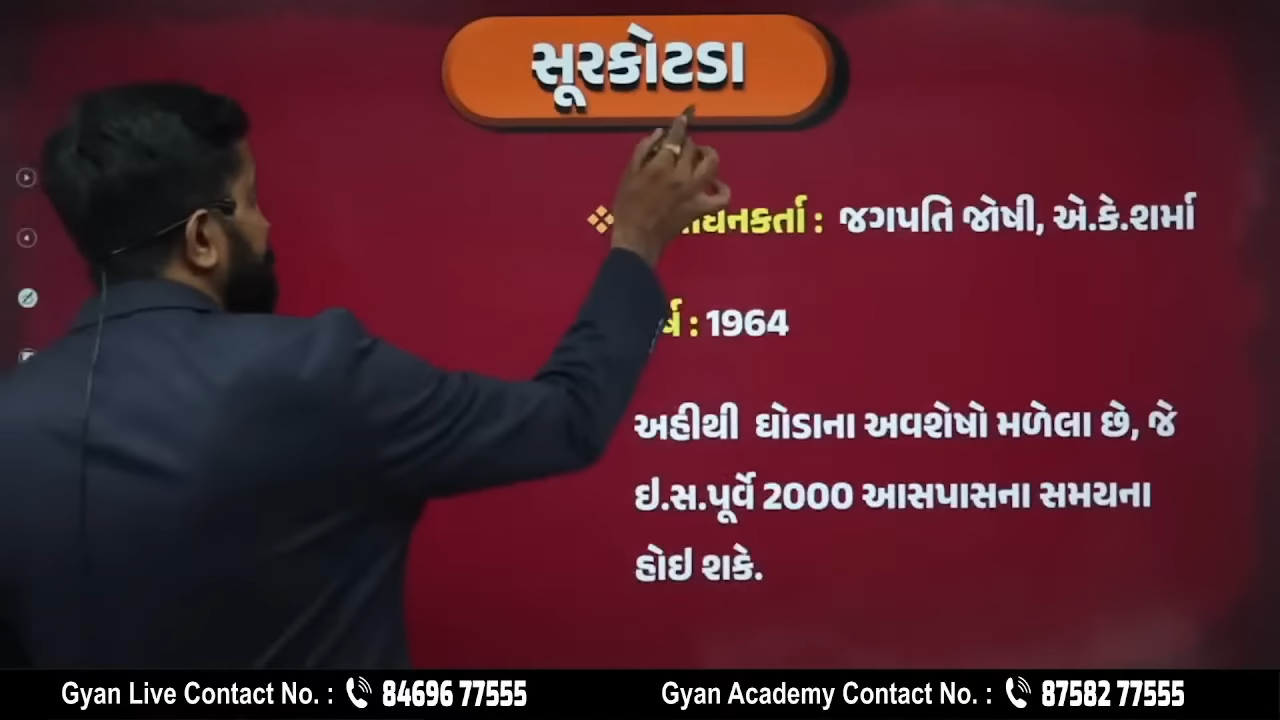 સૂરકોટડા
જગપતિ જોષી, એ.કે.શર્મા
: 1964
અહીથી ઘોડાના અવશેષો મળેલા છે, જે
ઇ.સ.પૂર્વે 2000 આસપાસના સમયના
હોઇ શકે.
Gyan Live Contact No. : 84696 77555
Gyan Academy Contact No. : 87582 77555